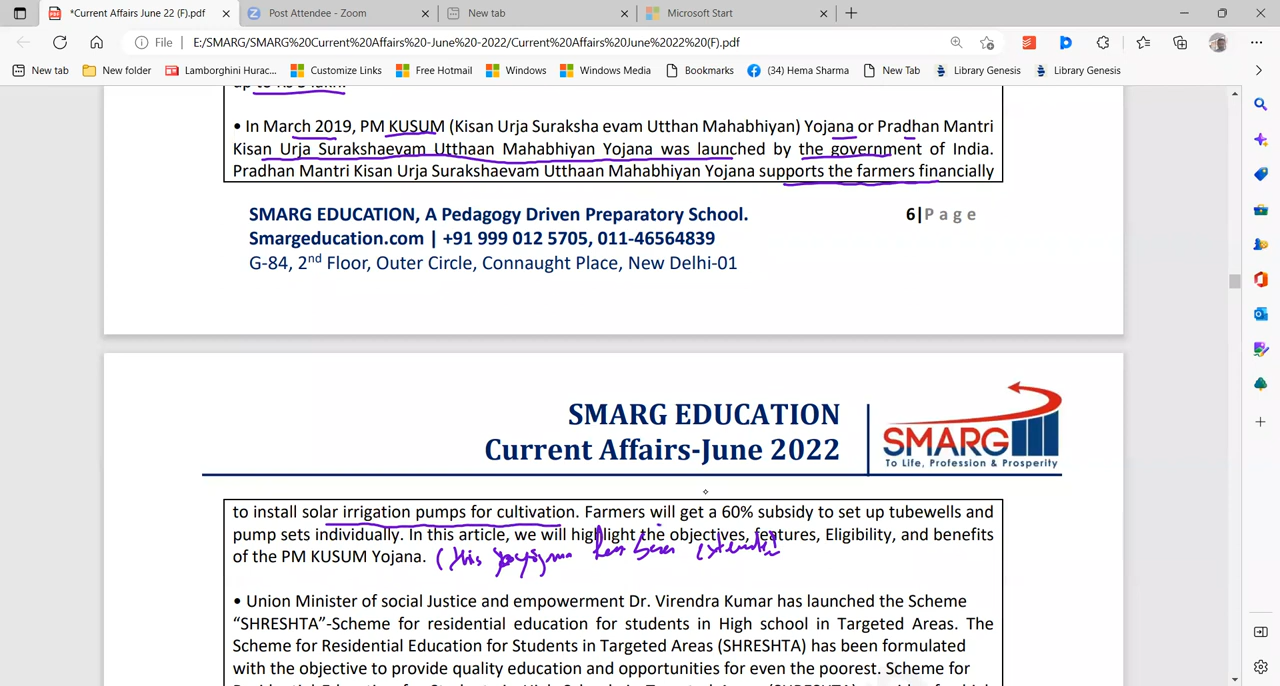 *Current Affairs June 22 (F).pdf
Post Attendee - Zoom
New tab
Microsoft Start
File | E:/SMARG/SMARG%20Current%20Affairs%20-June%20-2022/Current%20Affairs%20June%2022%20(F).pdf
New tab
New folder
Lamborghini Hurac...
Customize Links
Free Hotmail
Windows
Windows Media
Bookmarks
(34) Hema Sharma
New Tab
Library Genesis
Library Genesis
• In March 2019, PM KUSUM (Kisan Urja Suraksha evam Utthan Mahabhiyan) Yojana or Pradhan Mantri
Kisan Urja Surakshaevam Utthaan Mahabhiyan Yojana was launched by the government of India.
Pradhan Mantri Kisan Urja Surakshaevam Utthaan Mahabhiyan Yojana supports the farmers financially
SMARG EDUCATION, A Pedagogy Driven Preparatory School.
6|Page
Smargeducation.com | +91 999 012 5705, 011-46564839
G-84, 2nd Floor, Outer Circle, Connaught Place, New Delhi-01
SMARG EDUCATION
Current Affairs-June 2022
SMARG
To Life, Profession & Prosperity
to install solar irrigation pumps for cultivation. Farmers will get a 60% subsidy to set up tubewells and
pump sets individually. In this article, we will highlight the objectives, features, Eligibility, and benefits
of the PM KUSUM Yojana. (This yojana has been extended
• Union Minister of social Justice and empowerment Dr. Virendra Kumar has launched the Scheme
“SHRESHTA”-Scheme for residential education for students in High school in Targeted Areas. The
Scheme for Residential Education for Students in Targeted Areas (SHRESHTA) has been formulated
with the objective to provide quality education and opportunities for even the poorest. Scheme for